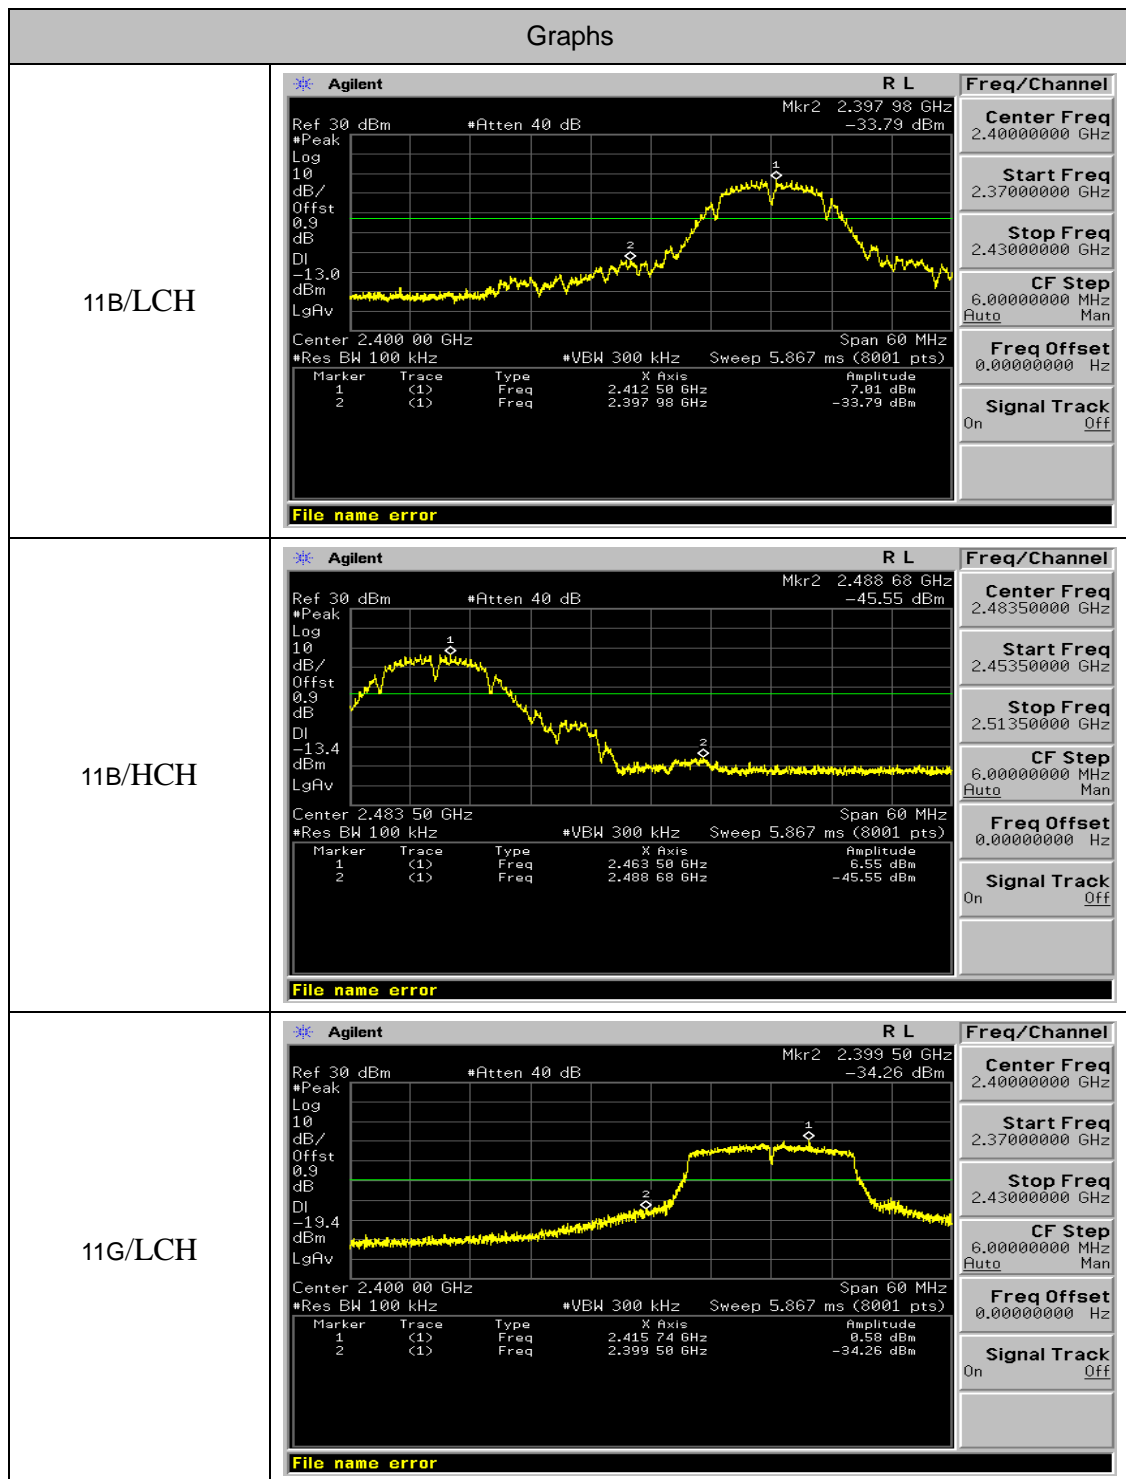 Graphs
11B/LCH
Agilent R L
Mkr2 2.397 98 GHz
Ref 30 dBm #Atten 40 dB -33.79 dBm
#Peak
Log
10
dB/
Offst
0.9
dB
DI
-13.0
dBm
LgAv
1
2
Center 2.400 00 GHz Span 60 MHz
#Res BW 100 kHz #VBW 300 kHz Sweep 5.867 ms (8001 pts)
Marker Trace Type X Axis Amplitude
1 (1) Freq 2.412 50 GHz 7.01 dBm
2 (1) Freq 2.397 98 GHz -33.79 dBm
File name error
Freq/Channel
Center Freq
2.40000000 GHz
Start Freq
2.37000000 GHz
Stop Freq
2.43000000 GHz
CF Step
6.00000000 MHz
Auto Man
Freq Offset
0.00000000 Hz
Signal Track
On Off
11B/HCH
Agilent R L
Mkr2 2.488 68 GHz
Ref 30 dBm #Atten 40 dB -45.55 dBm
#Peak
Log
10
dB/
Offst
0.9
dB
DI
-13.4
dBm
LgAv
1
2
Center 2.483 50 GHz Span 60 MHz
#Res BW 100 kHz #VBW 300 kHz Sweep 5.867 ms (8001 pts)
Marker Trace Type X Axis Amplitude
1 (1) Freq 2.463 50 GHz 6.55 dBm
2 (1) Freq 2.488 68 GHz -45.55 dBm
File name error
Freq/Channel
Center Freq
2.48350000 GHz
Start Freq
2.45350000 GHz
Stop Freq
2.51350000 GHz
CF Step
6.00000000 MHz
Auto Man
Freq Offset
0.00000000 Hz
Signal Track
On Off
11G/LCH
Agilent R L
Mkr2 2.399 50 GHz
Ref 30 dBm #Atten 40 dB -34.26 dBm
#Peak
Log
10
dB/
Offst
0.9
dB
DI
-19.4
dBm
LgAv
1
2
Center 2.400 00 GHz Span 60 MHz
#Res BW 100 kHz #VBW 300 kHz Sweep 5.867 ms (8001 pts)
Marker Trace Type X Axis Amplitude
1 (1) Freq 2.415 74 GHz 0.58 dBm
2 (1) Freq 2.399 50 GHz -34.26 dBm
File name error
Freq/Channel
Center Freq
2.40000000 GHz
Start Freq
2.37000000 GHz
Stop Freq
2.43000000 GHz
CF Step
6.00000000 MHz
Auto Man
Freq Offset
0.00000000 Hz
Signal Track
On Off